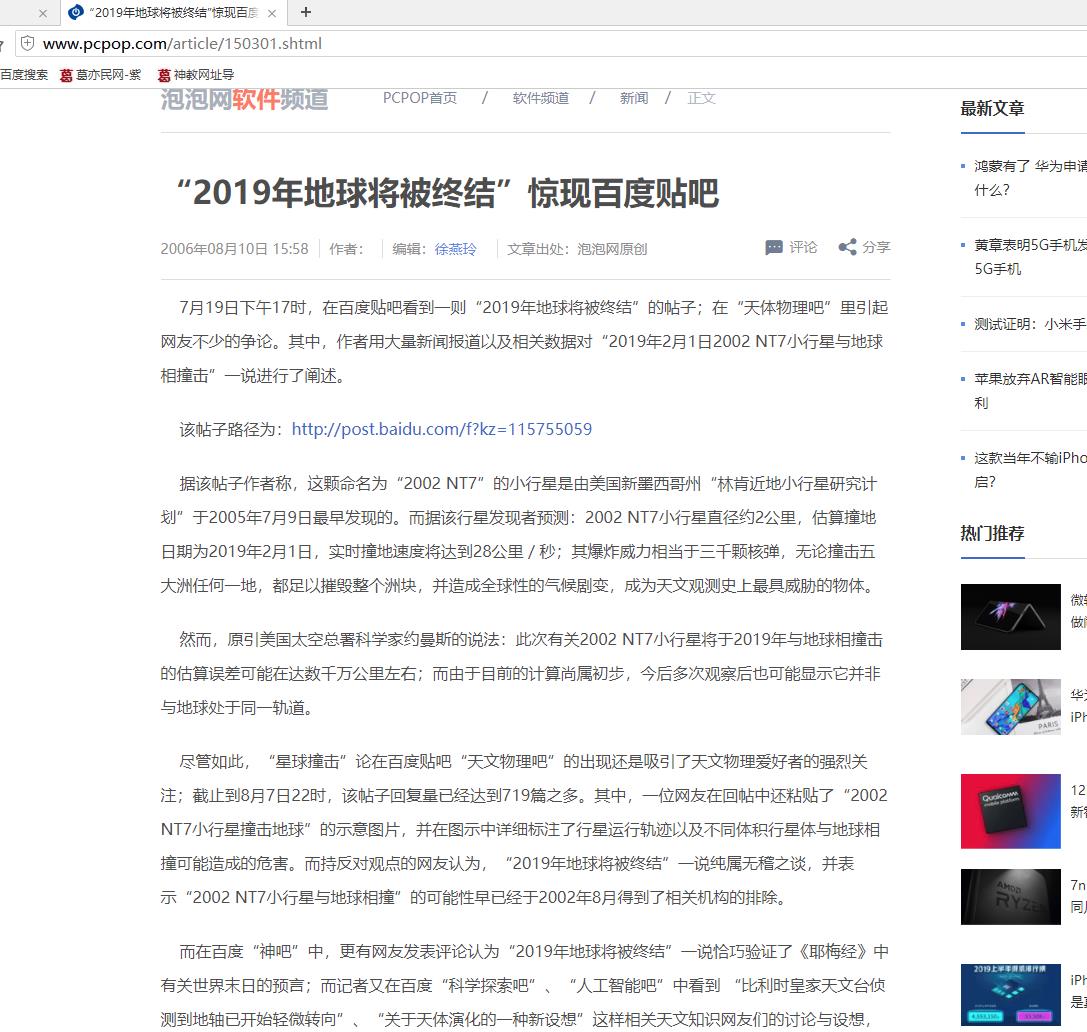 “2019年地球将被终结”惊现百度
www.pcpop.com/article/150301.shtml
百度搜索 葛亦民网-紫 神教网址导
泡泡网软件频道 PCPOP首页 / 软件频道 / 新闻 / 正文
“2019年地球将被终结”惊现百度贴吧
2006年08月10日 15:58 作者： 编辑：徐燕玲 文章出处：泡泡网原创 评论 分享
7月19日下午17时，在百度贴吧看到一则“2019年地球将被终结”的帖子；在“天体物理吧”里引起
网友不少的争论。其中，作者用大量新闻报道以及相关数据对“2019年2月1日2002 NT7小行星与地球
相撞击”一说进行了阐述。
该帖子路径为：http://post.baidu.com/f?kz=115755059
据该帖子作者称，这颗命名为“2002 NT7”的小行星是由美国新墨西哥州“林肯近地小行星研究计
划”于2005年7月9日最早发现的。而据该行星发现者预测：2002 NT7小行星直径约2公里，估算撞地
日期为2019年2月1日，实时撞地速度将达到28公里／秒；其爆炸威力相当于三千颗核弹，无论撞击五
大洲任何一地，都足以摧毁整个洲块，并造成全球性的气候剧变，成为天文观测史上最具威胁的物体。
然而，原引美国太空总署科学家约曼斯的说法：此次有关2002 NT7小行星将于2019年与地球相撞击
的估算误差可能在达数千万公里左右；而由于目前的计算尚属初步，今后多次观察后也可能显示它并非
与地球处于同一轨道。
尽管如此，“星球撞击”论在百度贴吧“天文物理吧”的出现还是吸引了天文物理爱好者的强烈关
注；截止到8月7日22时，该帖子回复量已经达到719篇之多。其中，一位网友在回帖中还粘贴了“2002
NT7小行星撞击地球”的示意图片，并在图示中详细标注了行星运行轨迹以及不同体积行星体与地球相
撞可能造成的危害。而持反对观点的网友认为，“2019年地球将被终结”一说纯属无稽之谈，并表
示“2002 NT7小行星与地球相撞”的可能性早已经于2002年8月得到了相关机构的排除。
而在百度“神吧”中，更有网友发表评论认为“2019年地球将被终结”一说恰巧验证了《耶梅经》中
有关世界末日的预言；而记者又在百度“科学探索吧”、“人工智能吧”中看到 “比利时皇家天文台侦
测到地轴已开始轻微转向”、“关于天体演化的一种新设想”这样相关天文知识网友们的讨论与设想，
最新文章
鸿蒙有了 华为申请
什么？
黄章表明5G手机发
5G手机
测试证明：小米手
苹果放弃AR智能眼
利
这款当年不输iPho
启？
热门推荐
华为
iPh
PARIS
12
Qualcomm
mobile platform
7n
AMD
RYZEN
同
2019上半年
iPh
是